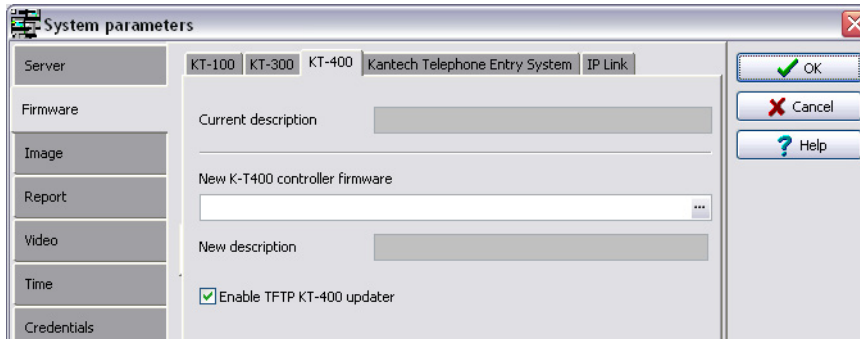 System parameters
Server
Firmware
Image
Report
Video
Time
Credentials
KT-100 KT-300 KT-400 Kantech Telephone Entry System IP Link
Current description
New K-T400 controller firmware
...
New description
Enable TFTP KT-400 updater
OK
Cancel
? Help